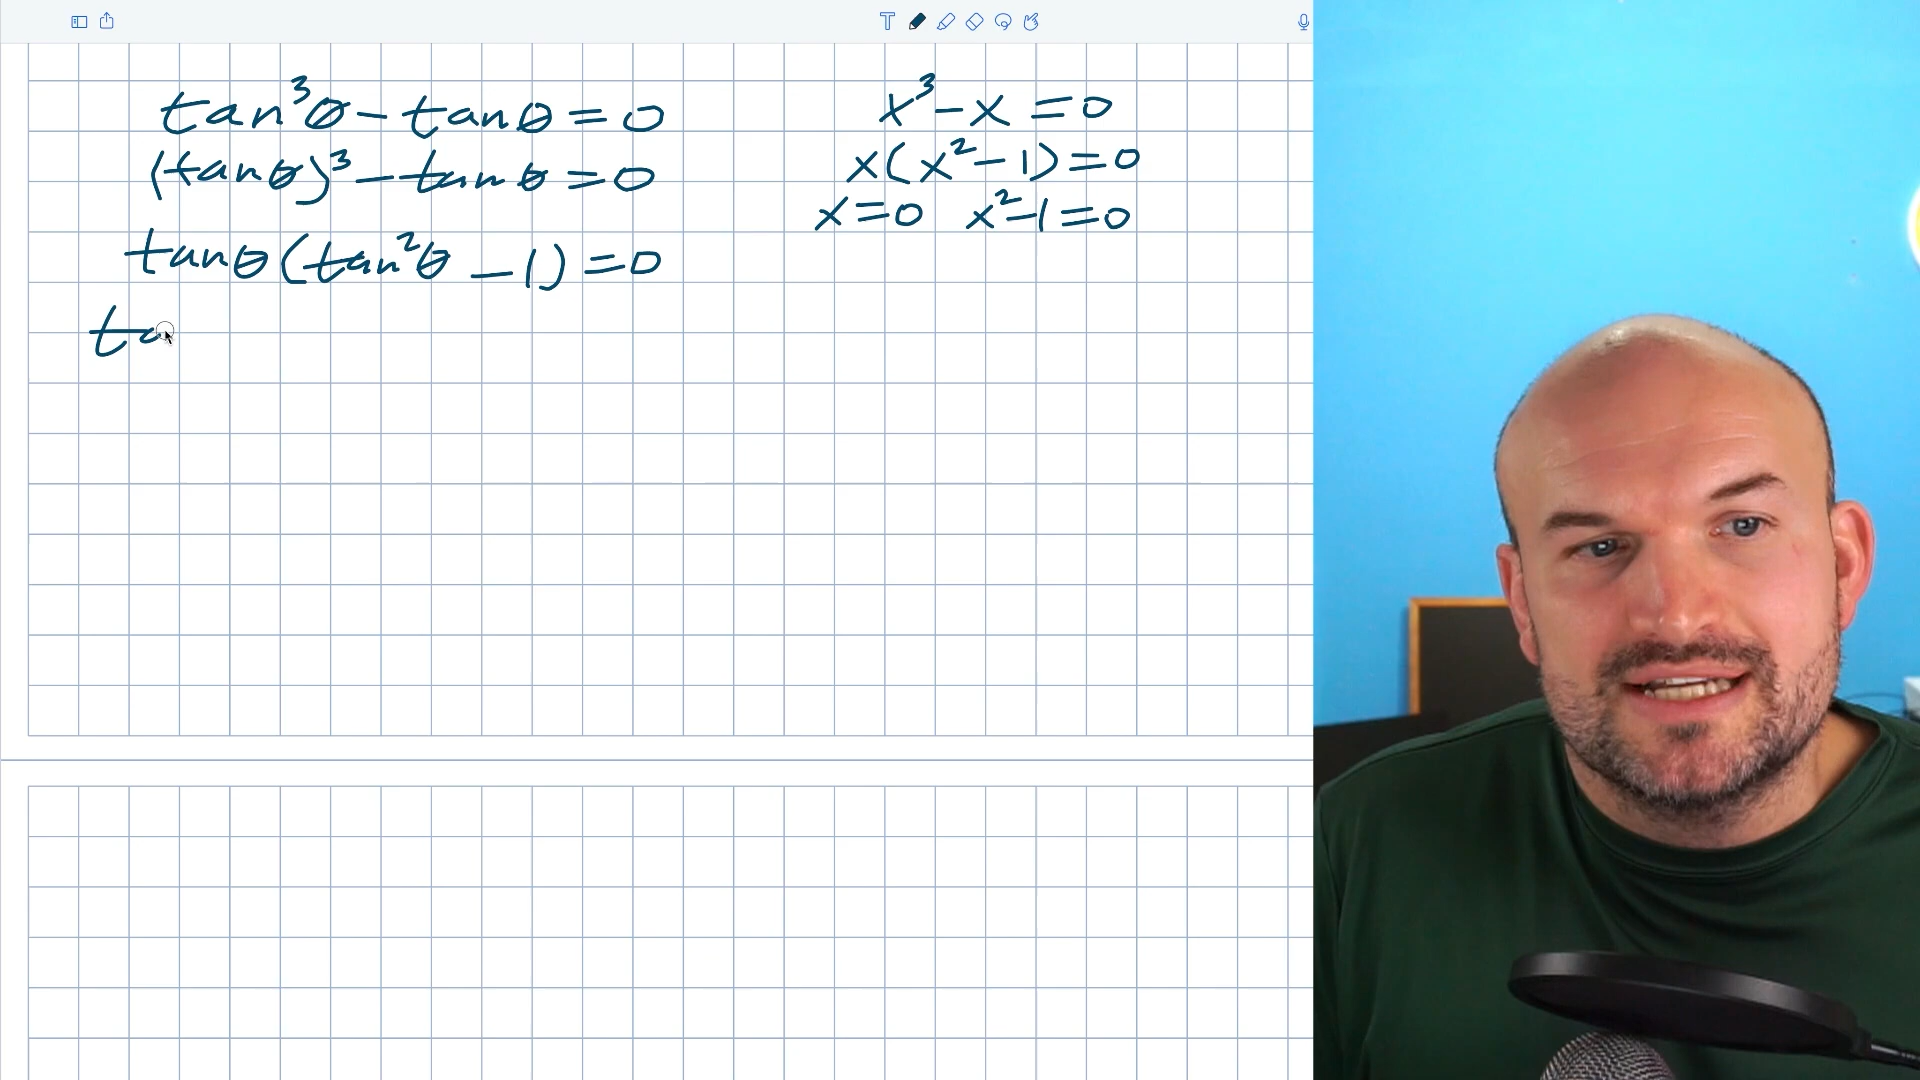 tan³θ – tanθ = 0
(tanθ)³ – tanθ = 0
tanθ(tan²θ – 1) = 0
ta
x³ – x = 0
x(x² – 1) = 0
x = 0 x² – 1 = 0